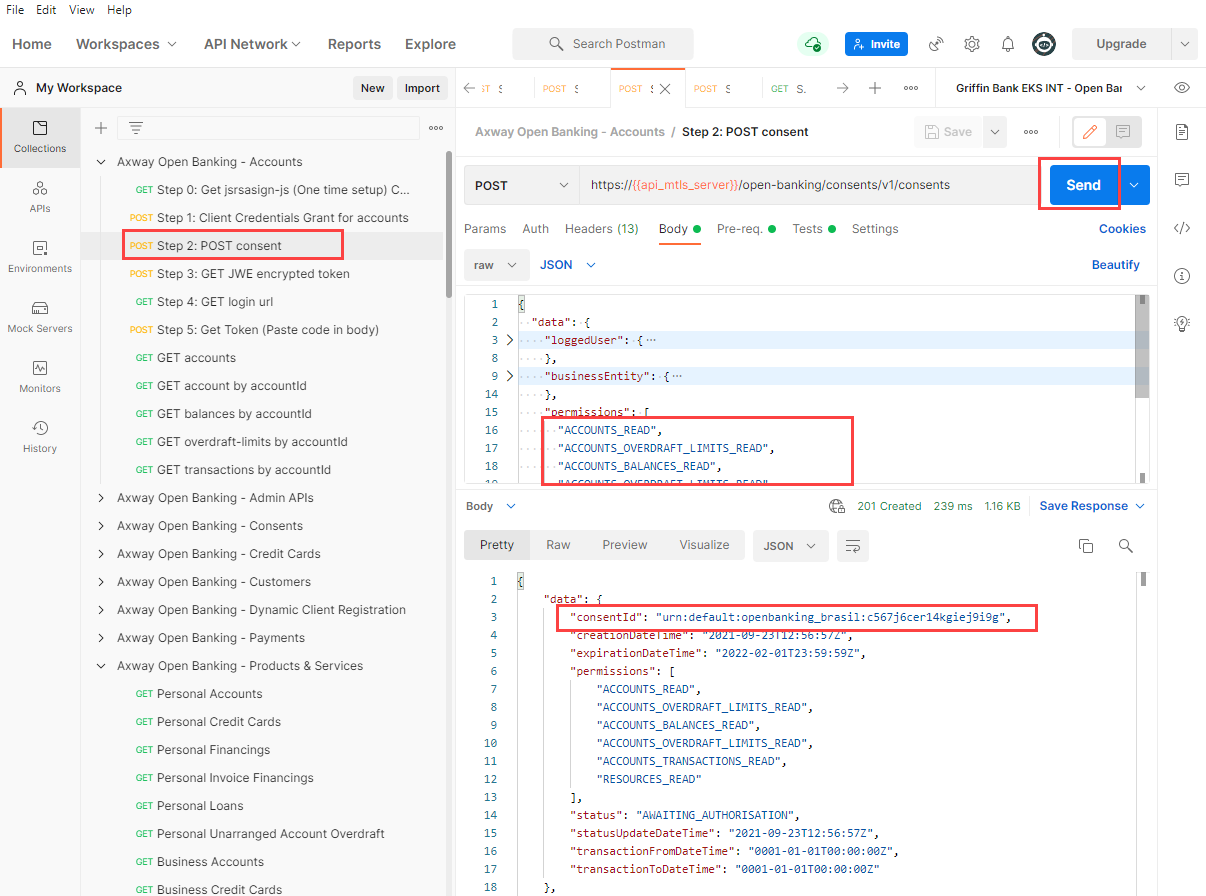 File Edit View Help
Home Workspaces API Network Reports Explore Search Postman Invite Upgrade
My Workspace New Import
ST S POST S POST S POST S GET S. Griffin Bank EKS INT - Open Ba
Collections
APIs
Environments
Mock Servers
Monitors
History
Axway Open Banking - Accounts
GET Step 0: Get jsrsasign-js (One time setup) C...
POST Step 1: Client Credentials Grant for accounts
POST Step 2: POST consent
POST Step 3: GET JWE encrypted token
GET Step 4: GET login url
POST Step 5: Get Token (Paste code in body)
GET GET accounts
GET GET account by accountId
GET GET balances by accountId
GET GET overdraft-limits by accountId
GET GET transactions by accountId
Axway Open Banking - Admin APIs
Axway Open Banking - Consents
Axway Open Banking - Credit Cards
Axway Open Banking - Customers
Axway Open Banking - Dynamic Client Registration
Axway Open Banking - Payments
Axway Open Banking - Products & Services
GET Personal Accounts
GET Personal Credit Cards
GET Personal Financings
GET Personal Invoice Financings
GET Personal Loans
GET Personal Unarranged Account Overdraft
GET Business Accounts
GET Business Credit Cards
Axway Open Banking - Accounts / Step 2: POST consent Save
POST https://{{api_mtls_server}}/open-banking/consents/v1/consents Send
Params Auth Headers (13) Body Pre-req. Tests Settings Cookies
raw JSON Beautify
1 {
2 "data": {
3 "loggedUser": {
8 },
9 "businessEntity": {
14 },
15 "permissions": [
16 "ACCOUNTS_READ",
17 "ACCOUNTS_OVERDRAFT_LIMITS_READ",
18 "ACCOUNTS_BALANCES_READ",
19 "ACCOUNTS_OVERDRAFT_LIMITS_READ"
Body 201 Created 239 ms 1.16 KB Save Response
Pretty Raw Preview Visualize JSON
1 {
2 "data": {
3 "consentId": "urn:default:openbanking_brasil:c567j6cer14kgiej9i9g",
4 "creationDateTime": "2021-09-23T12:56:57Z",
5 "expirationDateTime": "2022-02-01T23:59:59Z",
6 "permissions": [
7 "ACCOUNTS_READ",
8 "ACCOUNTS_OVERDRAFT_LIMITS_READ",
9 "ACCOUNTS_BALANCES_READ",
10 "ACCOUNTS_OVERDRAFT_LIMITS_READ",
11 "ACCOUNTS_TRANSACTIONS_READ",
12 "RESOURCES_READ"
13 ],
14 "status": "AWAITING_AUTHORISATION",
15 "statusUpdateDateTime": "2021-09-23T12:56:57Z",
16 "transactionFromDateTime": "0001-01-01T00:00:00Z",
17 "transactionToDateTime": "0001-01-01T00:00:00Z"
18 },